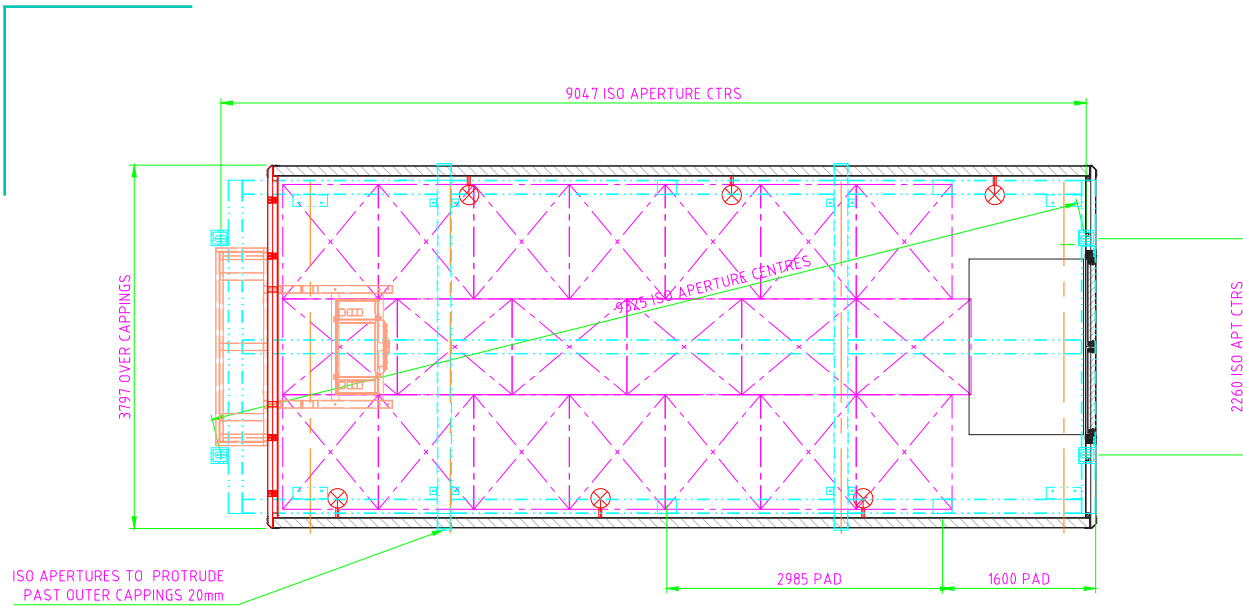 9047 ISO APERTURE CTRS
9325 ISO APERTURE CENTRES
3797 OVER CAPPINGS
2260 ISO APT CTRS
ISO APERTURES TO PROTRUDE
PAST OUTER CAPPINGS 20mm
2985 PAD
1600 PAD